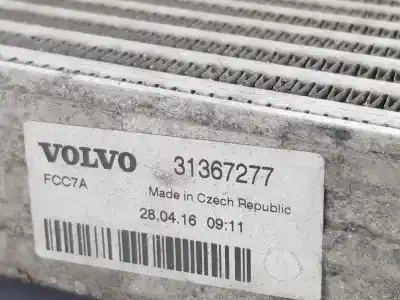 VOLVO 31367277
FCC7A
Made in Czech Republic
28.04.16 09:11